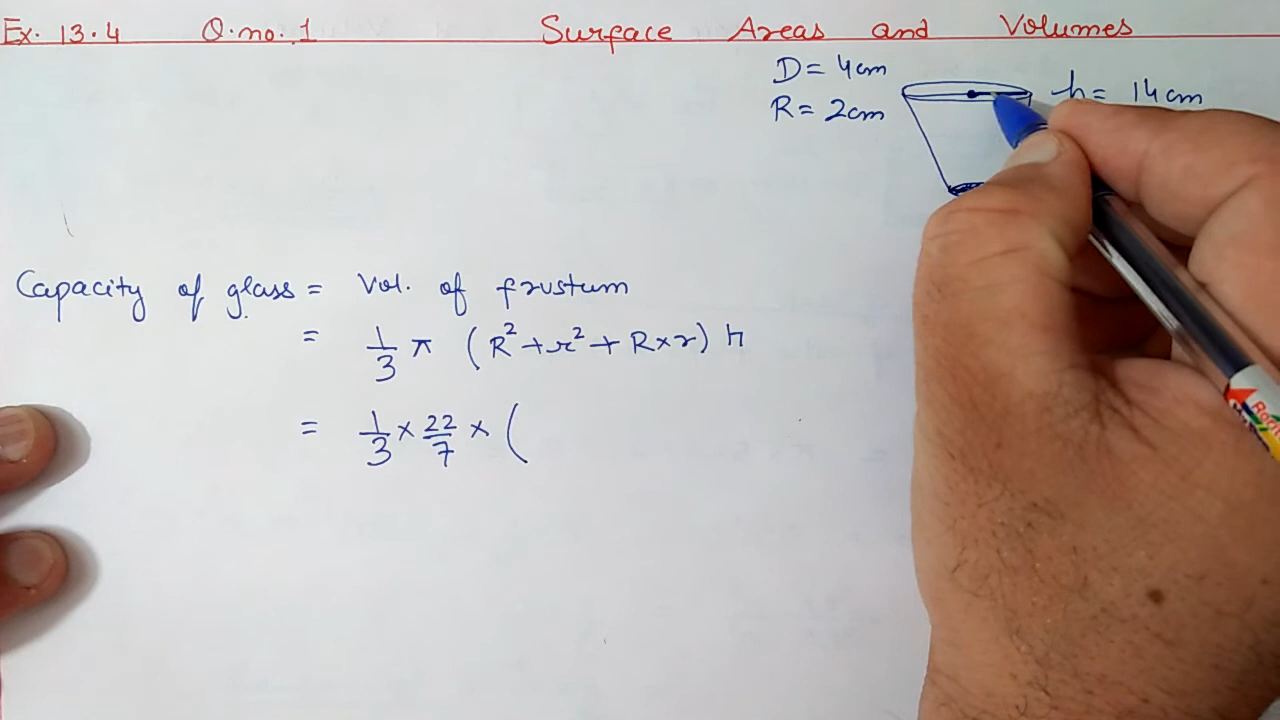 Ex. 13.4 Q.no. 1 Surface Areas and Volumes
D = 4cm
R = 2cm
h = 14cm
Capacity of glass = Vol. of frustum
= 1/3 π (R² + r² + R×r) h
= 1/3 × 22/7 × (